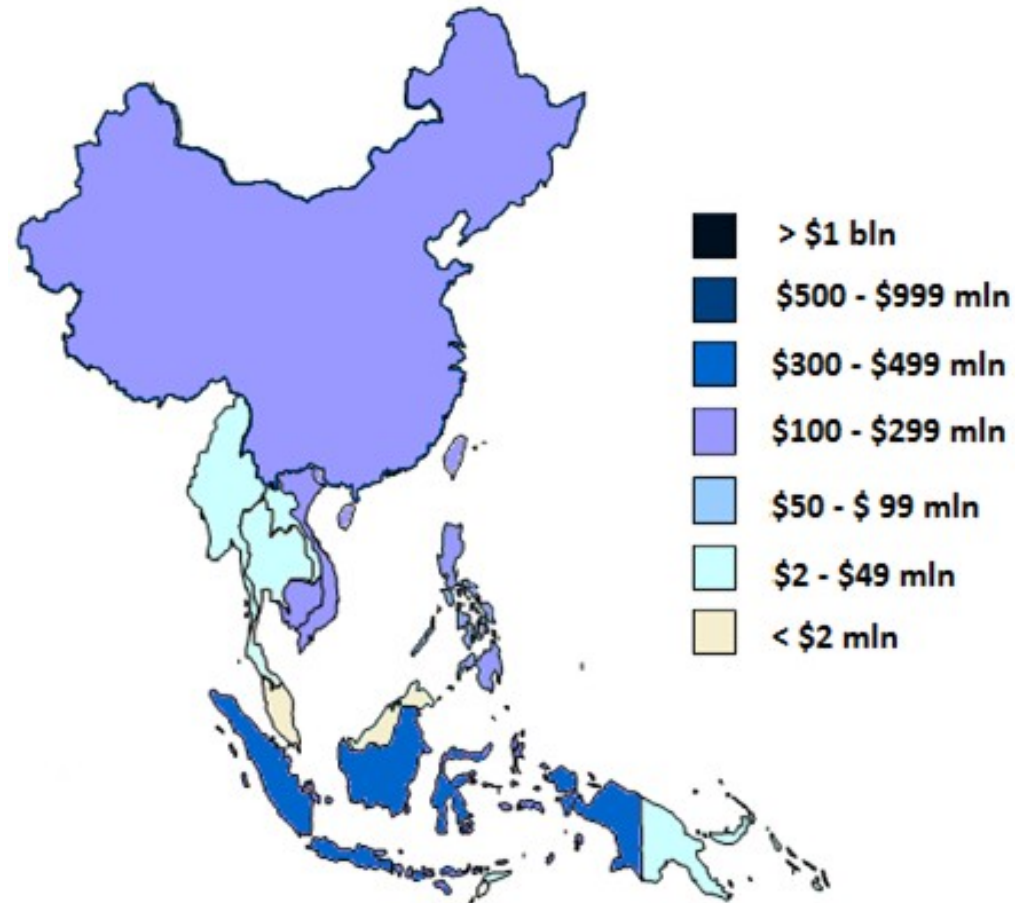 > $1 bln
$500 - $999 mln
$300 - $499 mln
$100 - $299 mln
$50 - $ 99 mln
$2 - $49 mln
< $2 mln